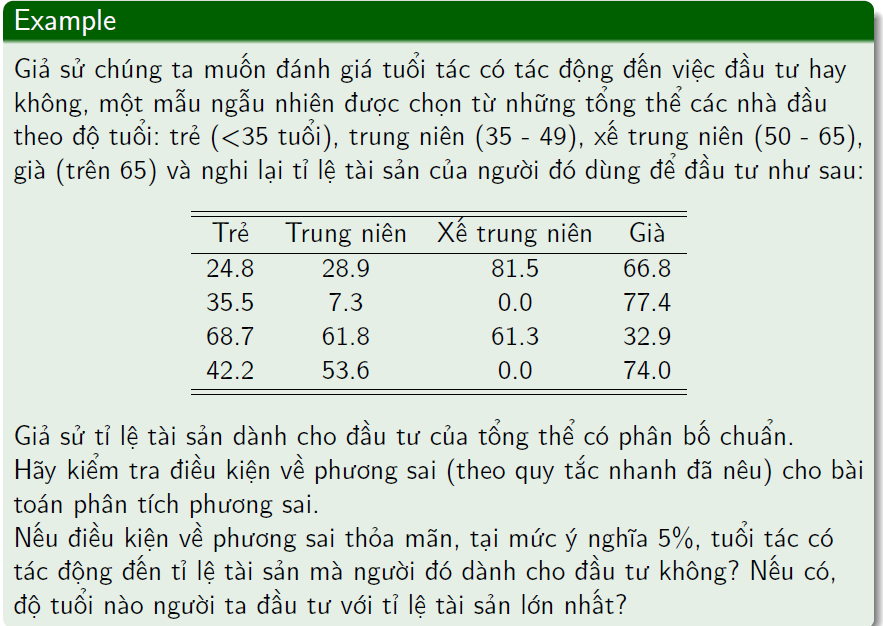 Example
Giả sử chúng ta muốn đánh giá tuổi tác có tác động đến việc đầu tư hay
không, một mẫu ngẫu nhiên được chọn từ những tổng thể các nhà đầu
theo độ tuổi: trẻ (<35 tuổi), trung niên (35 - 49), xế trung niên (50 - 65),
già (trên 65) và nghi lại tỉ lệ tài sản của người đó dùng để đầu tư như sau:
Trẻ Trung niên Xế trung niên Già
24.8 28.9 81.5 66.8
35.5 7.3 0.0 77.4
68.7 61.8 61.3 32.9
42.2 53.6 0.0 74.0
Giả sử tỉ lệ tài sản dành cho đầu tư của tổng thể có phân bố chuẩn.
Hãy kiểm tra điều kiện về phương sai (theo quy tắc nhanh đã nêu) cho bài
toán phân tích phương sai.
Nếu điều kiện về phương sai thỏa mãn, tại mức ý nghĩa 5%, tuổi tác có
tác động đến tỉ lệ tài sản mà người đó dành cho đầu tư không? Nếu có,
độ tuổi nào người ta đầu tư với tỉ lệ tài sản lớn nhất?